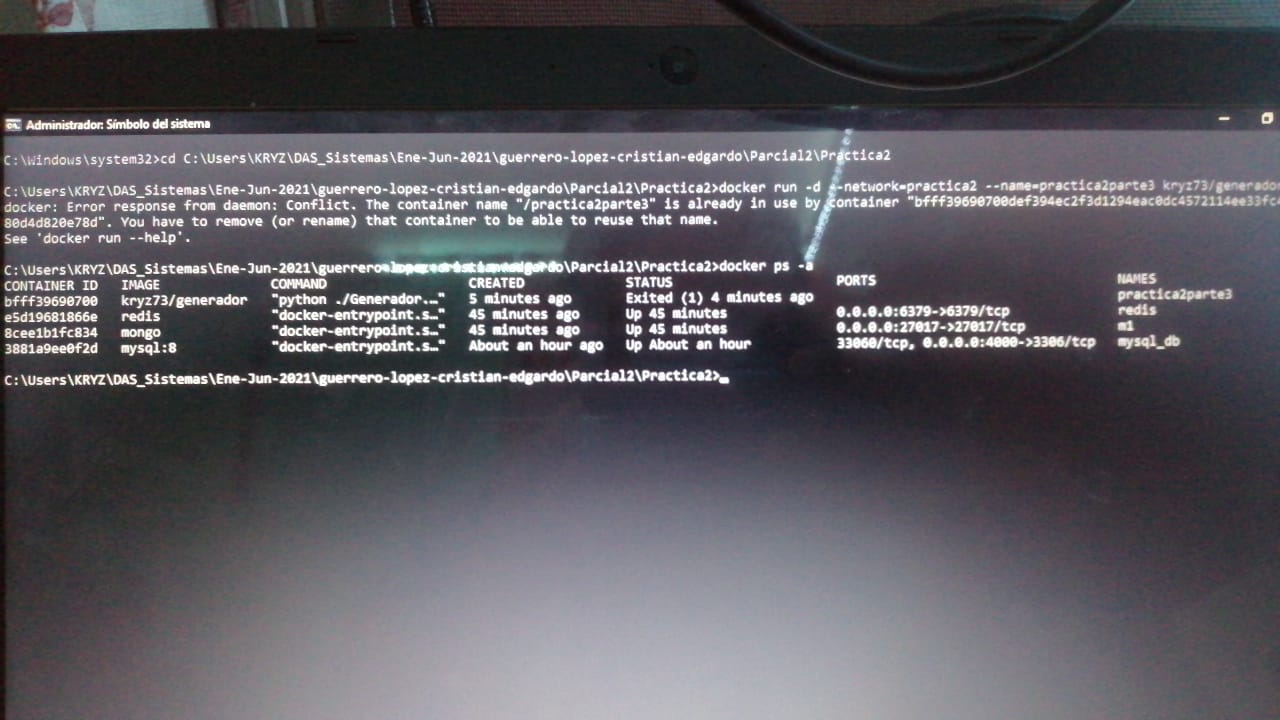 Administrador: Símbolo del sistema
C:\Windows\system32>cd C:\Users\KRYZ\DAS_Sistemas\Ene-Jun-2021\guerrero-lopez-cristian-edgardo\Parcial2\Practica2
C:\Users\KRYZ\DAS_Sistemas\Ene-Jun-2021\guerrero-lopez-cristian-edgardo\Parcial2\Practica2>docker run -d --network=practica2 --name=practica2parte3 kryz73/generado
docker: Error response from daemon: Conflict. The container name "/practica2parte3" is already in use by container "bfff39690700def394ec2f3d1294eac0dc4572114ee33fc4
80d4d820e78d". You have to remove (or rename) that container to be able to reuse that name.
See 'docker run --help'.
C:\Users\KRYZ\DAS_Sistemas\Ene-Jun-2021\guerrero-lopez-cristian-edgardo\Parcial2\Practica2>docker ps -a
CONTAINER ID IMAGE COMMAND CREATED STATUS PORTS NAMES
bfff39690700 kryz73/generador "python ./Generador.…" 5 minutes ago Exited (1) 4 minutes ago practica2parte3
e5d19681866e redis "docker-entrypoint.s…" 45 minutes ago Up 45 minutes 0.0.0.0:6379->6379/tcp redis
8cee1b1fc834 mongo "docker-entrypoint.s…" 45 minutes ago Up 45 minutes 0.0.0.0:27017->27017/tcp m1
3881a9ee0f2d mysql:8 "docker-entrypoint.s…" About an hour ago Up About an hour 33060/tcp, 0.0.0.0:4000->3306/tcp mysql_db
C:\Users\KRYZ\DAS_Sistemas\Ene-Jun-2021\guerrero-lopez-cristian-edgardo\Parcial2\Practica2>